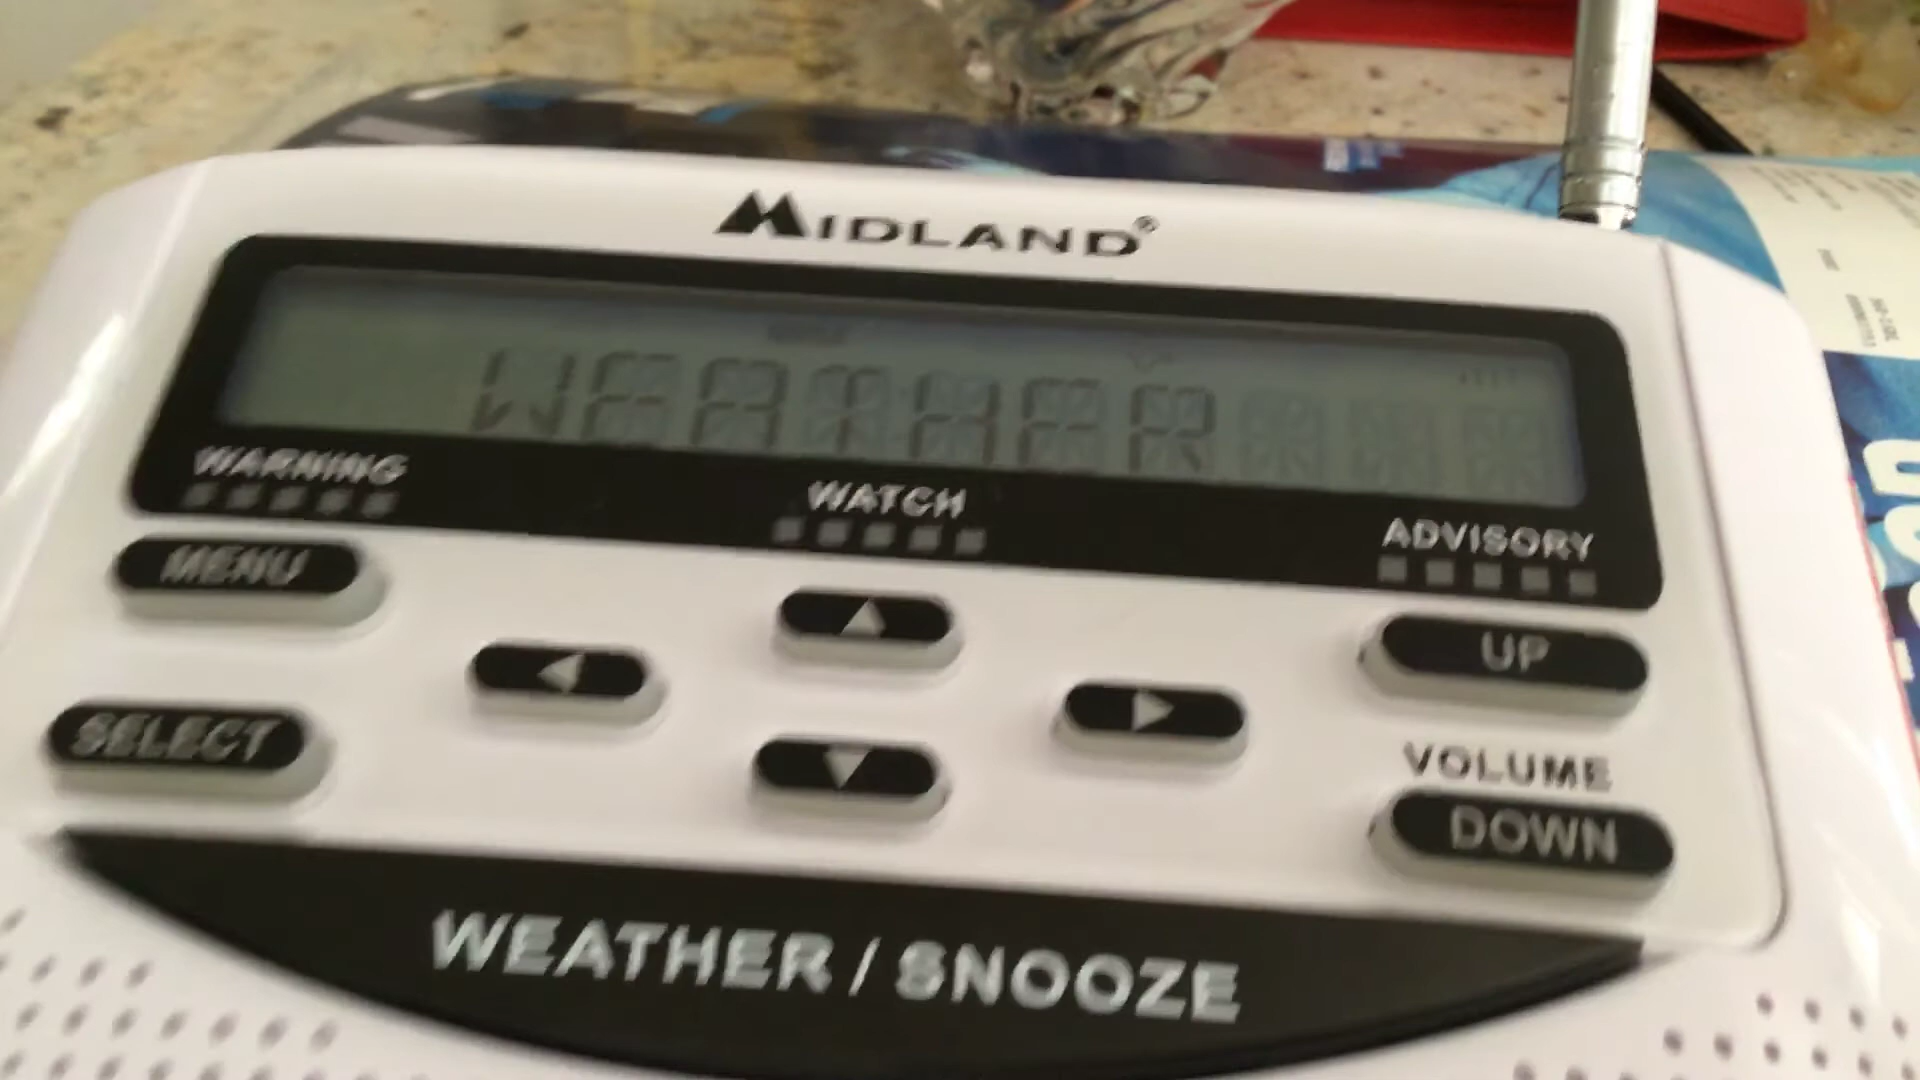 MIDLAND®
WEATHER
WARNING
WATCH
ADVISORY
MENU
UP
SELECT
VOLUME
DOWN
WEATHER / SNOOZE